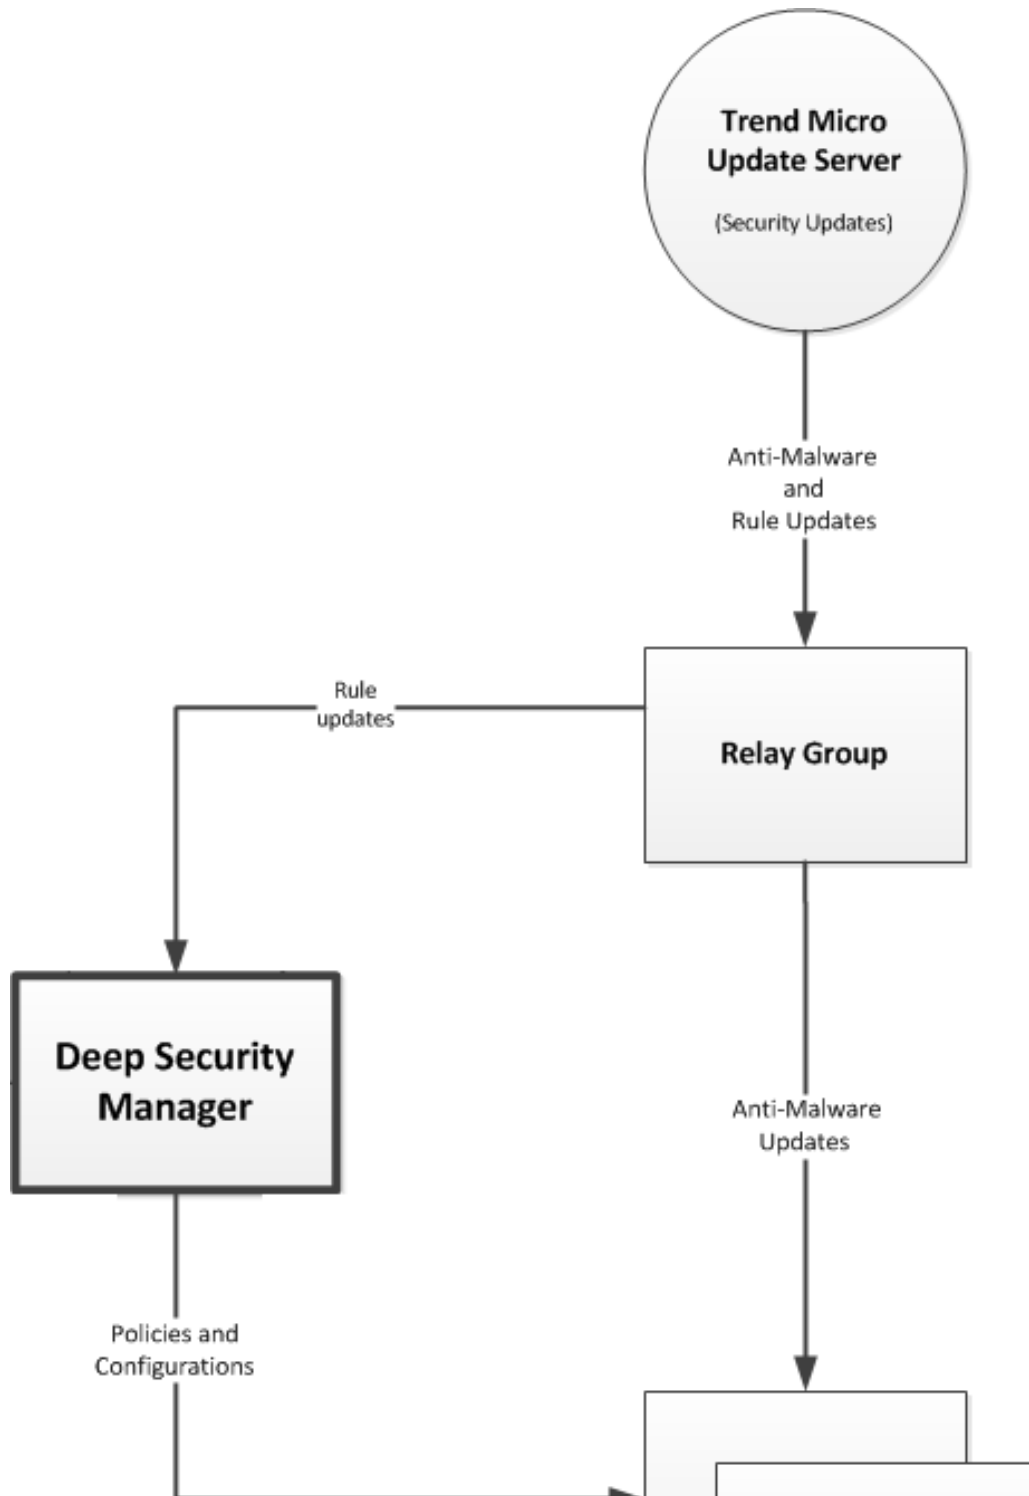 Trend Micro
Update Server
(Security Updates)
Anti-Malware
and
Rule Updates
Rule
updates
Relay Group
Deep Security
Manager
Anti-Malware
Updates
Policies and
Configurations